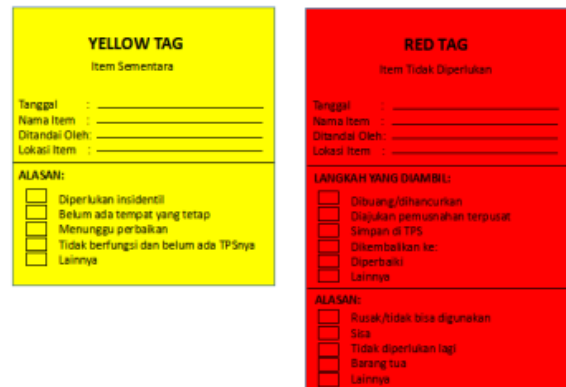 YELLOW TAG
Item Sementara
Tanggal :
Nama Item :
Ditandai Oleh:
Lokasi Item :
ALASAN:
Diperlukan insidentil
Belum ada tempat yang tetap
Menunggu perbaikan
Tidak berfungsi dan belum ada TPSnya
Lainnya
RED TAG
Item Tidak Diperlukan
Tanggal :
Nama Item :
Ditandai Oleh:
Lokasi Item :
LANGKAH YANG DIAMBIL:
Dibuang/dihancurkan
Diajukan pemusnahan terpusat
Simpan di TPS
Dikembalikan ke:
Diperbaiki
Lainnya
ALASAN:
Rusak/tidak bisa digunakan
Sisa
Tidak diperlukan lagi
Barang tua
Lainnya